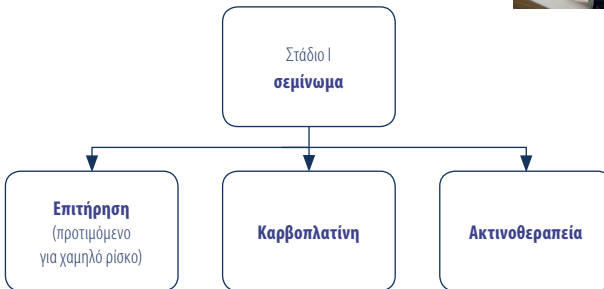 Στάδιο Ι
σεμίνωμα
Επιτήρηση
(προτιμόμενο
για χαμηλό ρίσκο)
Καρβοπλατίνη
Ακτινοθεραπεία